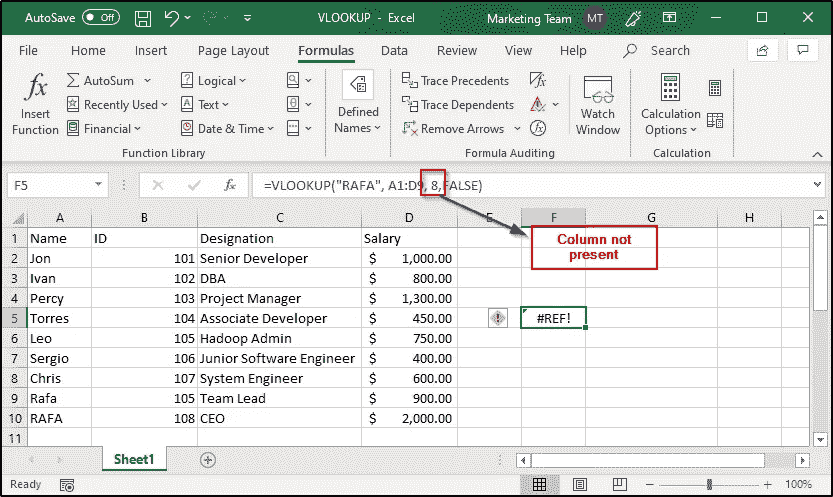 AutoSave Off VLOOKUP - Excel Marketing Team MT
File Home Insert Page Layout Formulas Data Review View Help Search
fx Insert Function
AutoSum
Recently Used
Financial
Logical
Text
Date & Time
Function Library
Defined Names
Trace Precedents
Trace Dependents
Remove Arrows
fx
Watch Window
Formula Auditing
Calculation Options
Calculation
F5 fx =VLOOKUP("RAFA", A1:D9, 8,FALSE)
A B C D E F G H
1 Name ID Designation Salary
Column not
present
2 Jon 101 Senior Developer $ 1,000.00
3 Ivan 102 DBA $ 800.00
4 Percy 103 Project Manager $ 1,300.00
5 Torres 104 Associate Developer $ 450.00 #REF!
6 Leo 105 Hadoop Admin $ 750.00
7 Sergio 106 Junior Software Engineer $ 400.00
8 Chris 107 System Engineer $ 600.00
9 Rafa 105 Team Lead $ 900.00
10 RAFA 108 CEO $ 2,000.00
11
Sheet1
Ready 100%